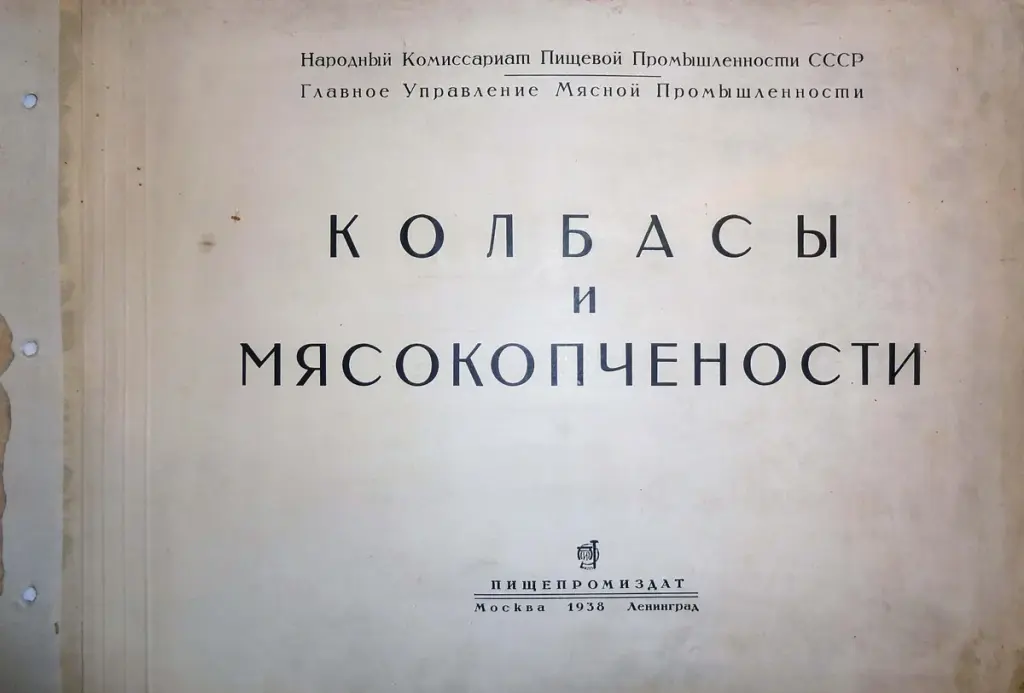 Народный Комиссариат Пищевой Промышленности СССР
Главное Управление Мясной Промышленности
КОЛБАСЫ
и
МЯСОКОПЧЕНОСТИ
ПИЩЕПРОМИЗДАТ
Москва 1938 Ленинград